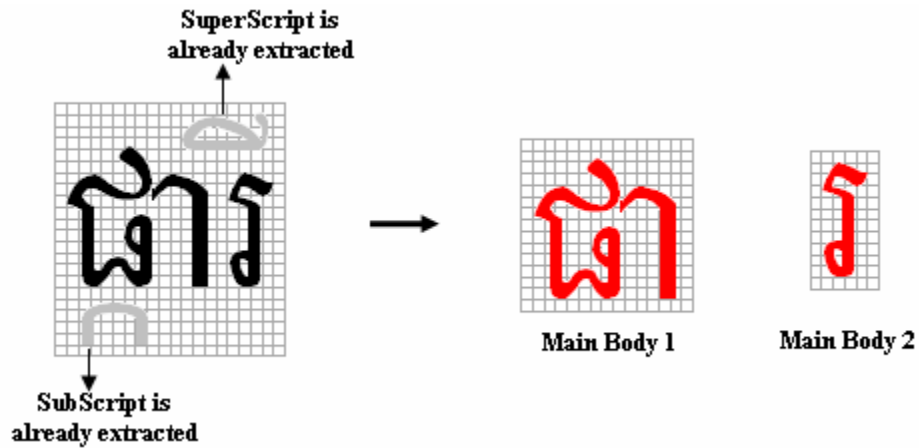 SuperScript is
already extracted
SubScript is
already extracted
Main Body 1
Main Body 2